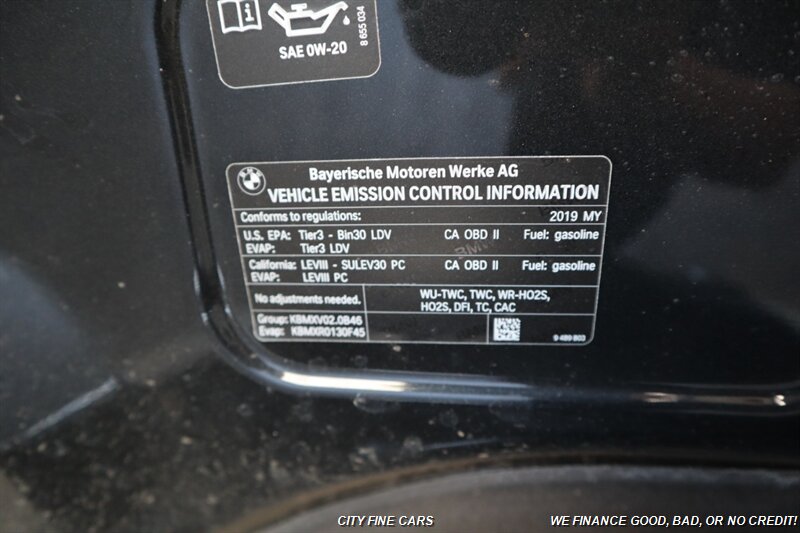 i
SAE 0W-20
8 655 034
BMW
Bayerische Motoren Werke AG
VEHICLE EMISSION CONTROL INFORMATION
Conforms to regulations: 2019 MY
U.S. EPA: Tier3 - Bin30 LDV CA OBD II Fuel: gasoline
EVAP: Tier3 LDV
California: LEVIII - SULEV30 PC CA OBD II Fuel: gasoline
EVAP: LEVIII PC
No adjustments needed. WU-TWC, TWC, WR-HO2S,
HO2S, DFI, TC, CAC
Group: KBMXV02.0B46
Evap: KBMXR0130F45
9 489 803
CITY FINE CARS
WE FINANCE GOOD, BAD, OR NO CREDIT!